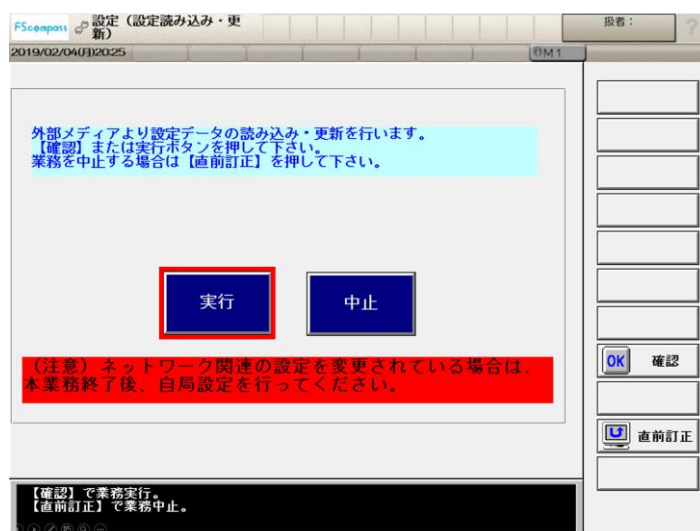 FScompass 設定（設定読み込み・更
新）
扱者：
?
2019/02/04(月)2025
OM1
外部メディアより設定データの読み込み・更新を行います。
【確認】または実行ボタンを押して下さい。
業務を中止する場合は【直前訂正】を押して下さい。
実行
中止
（注意）ネットワーク関連の設定を変更されている場合は、
本業務終了後、自局設定を行ってください。
OK 確認
直前訂正
【確認】で業務実行。
【直前訂正】で業務中止。